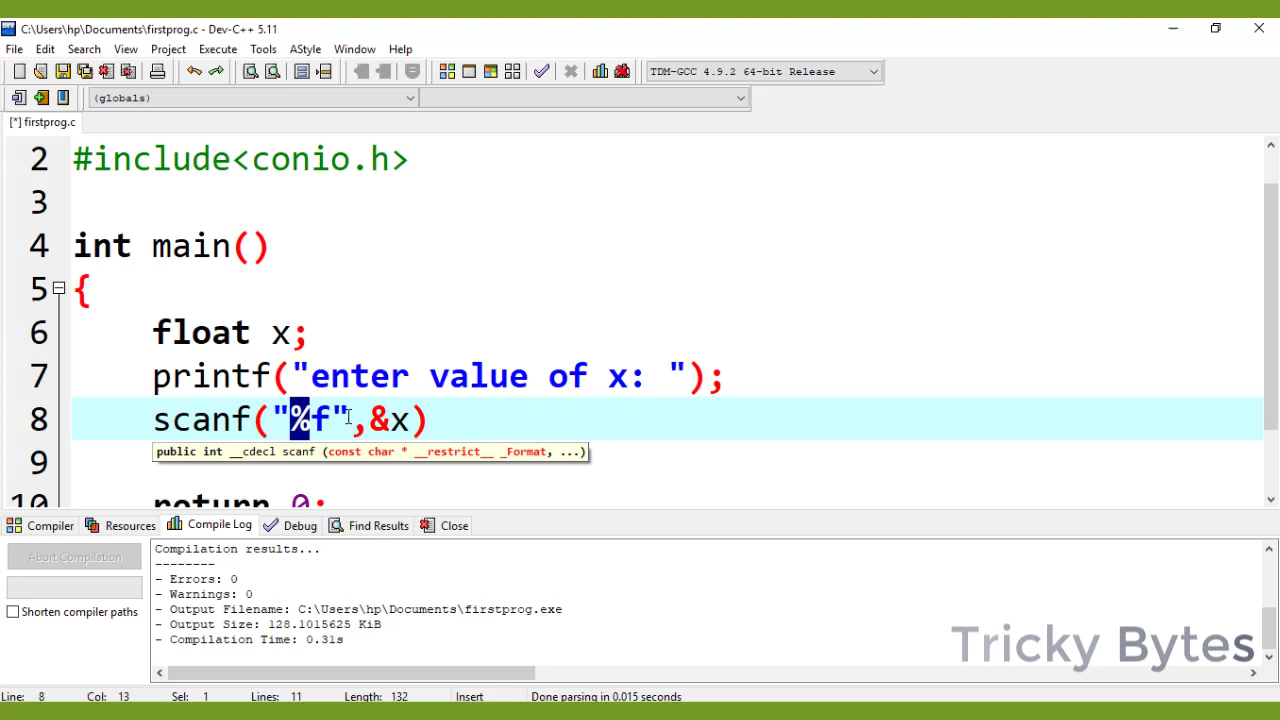 C:\Users\hp\Documents\firstprog.c - Dev-C++ 5.11
File Edit Search View Project Execute Tools AStyle Window Help
TDM-GCC 4.9.2 64-bit Release
(globals)
[*] firstprog.c
2 #include<conio.h>
3
4 int main()
5 {
6 float x;
7 printf("enter value of x: ");
8 scanf("%f",&x)
public int __cdecl scanf (const char * __restrict__ _Format, ...)
9
10 return 0;
Compiler Resources Compile Log Debug Find Results Close
Abort Compilation
Shorten compiler paths
Compilation results...
--------
- Errors: 0
- Warnings: 0
- Output Filename: C:\Users\hp\Documents\firstprog.exe
- Output Size: 128.1015625 KiB
- Compilation Time: 0.31s
Tricky Bytes
Line: 8 Col: 13 Sel: 1 Lines: 11 Length: 132 Insert Done parsing in 0.015 seconds